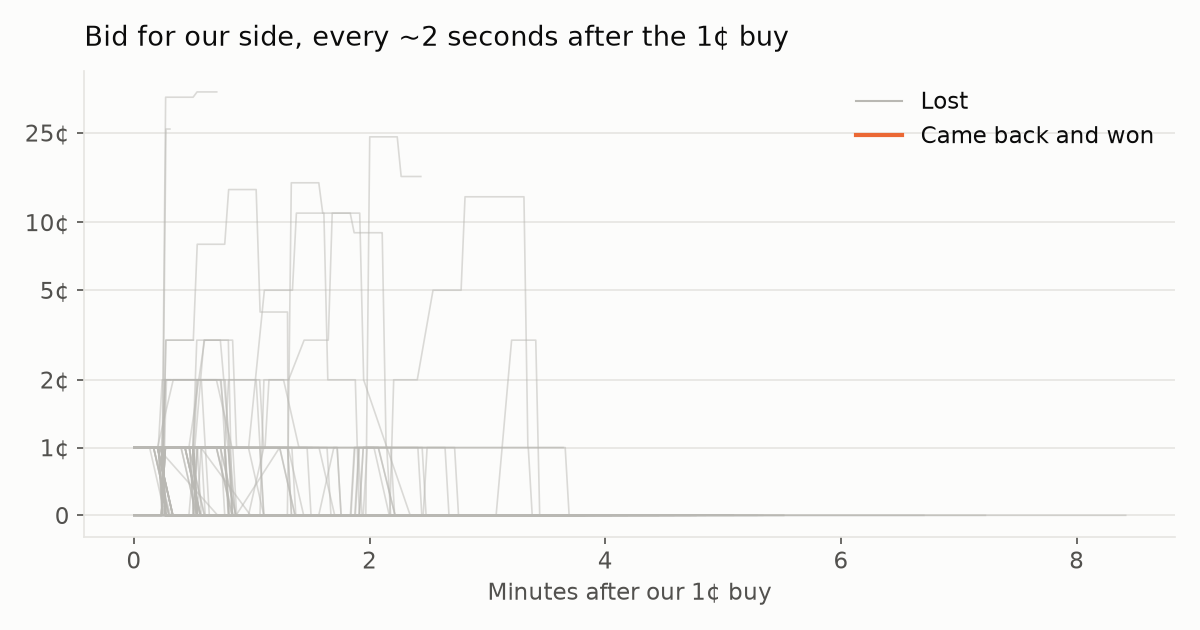 Bid for our side, every ~2 seconds after the 1¢ buy
Lost
Came back and won
25¢
10¢
5¢
2¢
1¢
0
0 2 4 6 8
Minutes after our 1¢ buy